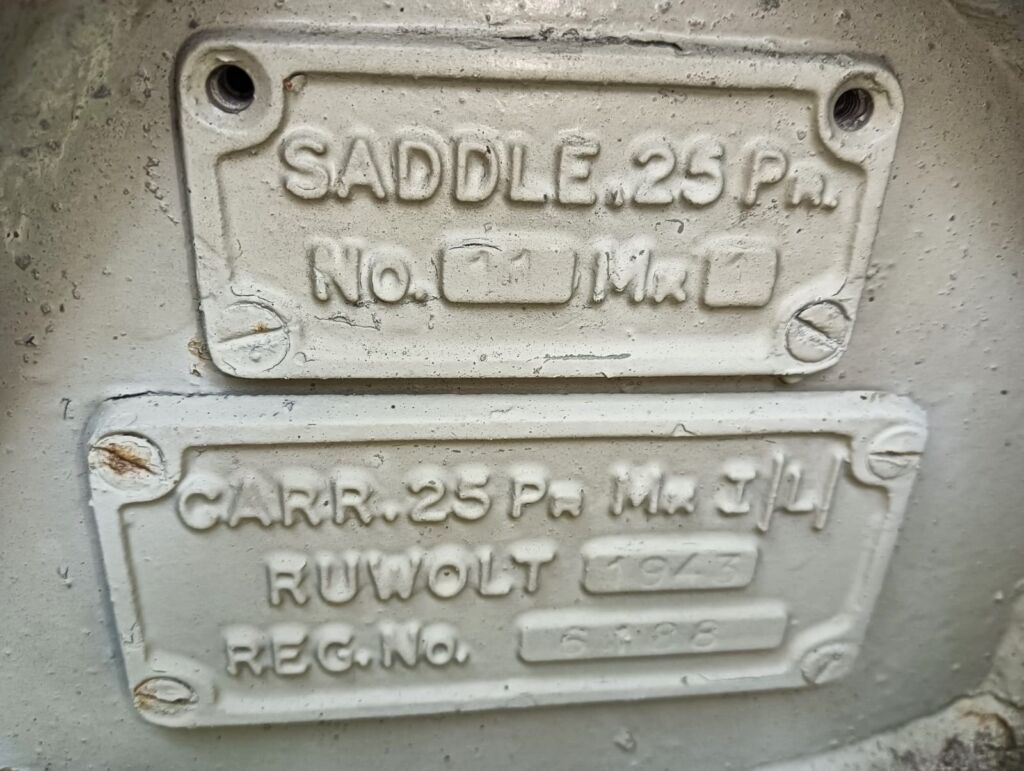 SADDLE.25 PR.
No. 11 MK 1
CARR.25 PR MK I/L/
RUWOLT 1943
REG.No.